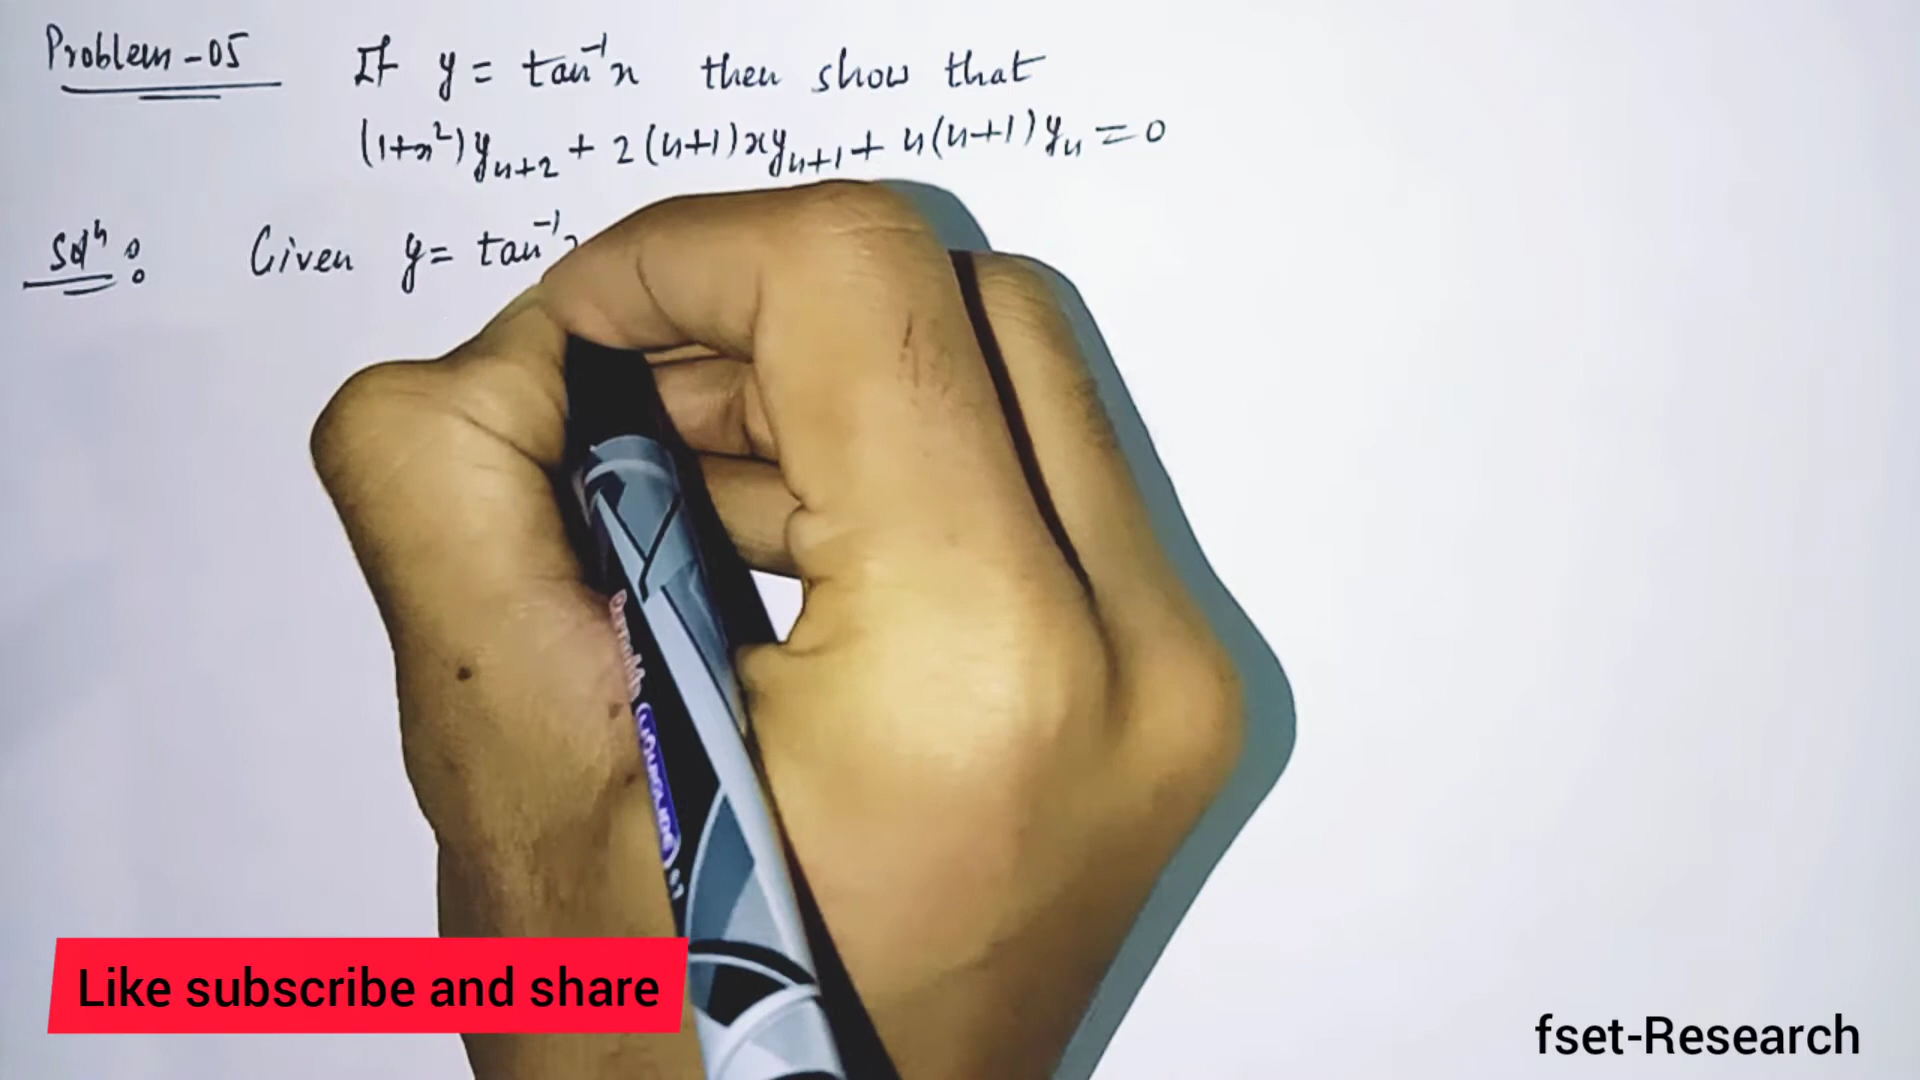 Problem-05 If y = tan⁻¹x then show that
(1+x²)yₙ₊₂ + 2(n+1)xyₙ₊₁ + n(n+1)yₙ = 0
Solⁿ: Given y = tan⁻¹
Like subscribe and share
fset-Research